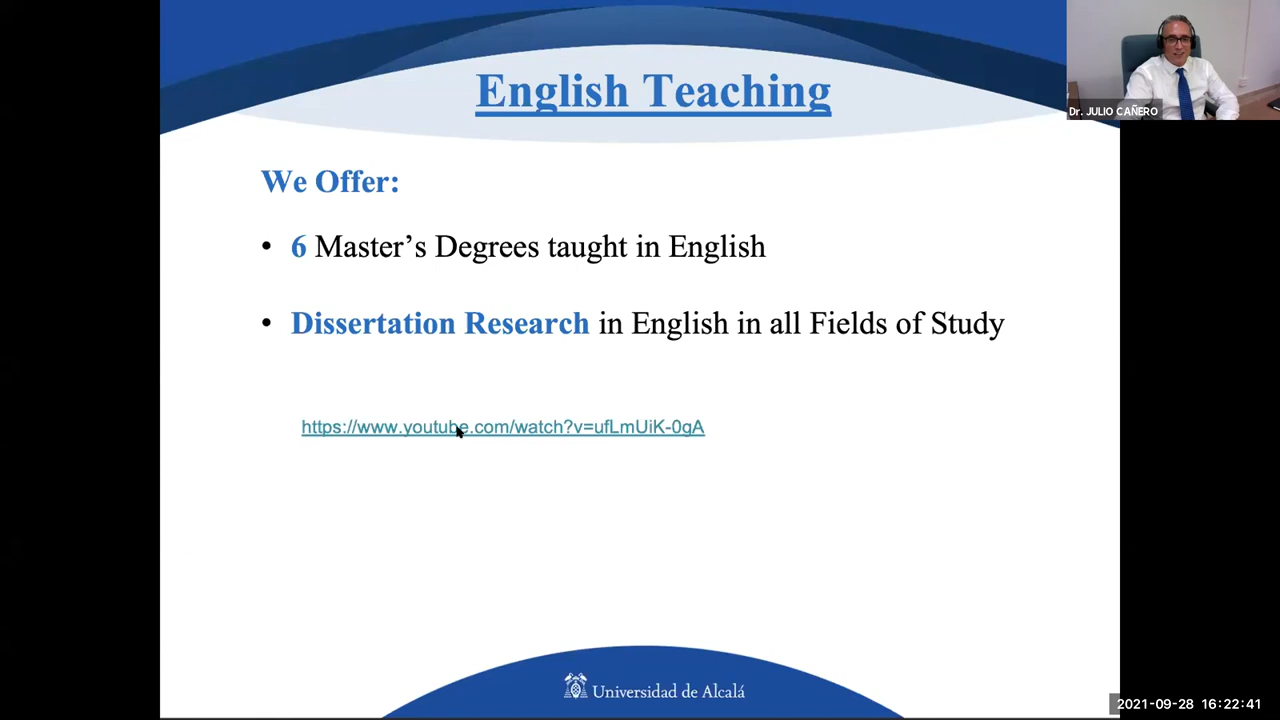 English Teaching
Dr. JULIO CAÑERO
We Offer:
• 6 Master’s Degrees taught in English
• Dissertation Research in English in all Fields of Study
https://www.youtube.com/watch?v=ufLmUiK-0gA
Universidad de Alcalá
2021-09-28 16:22:41